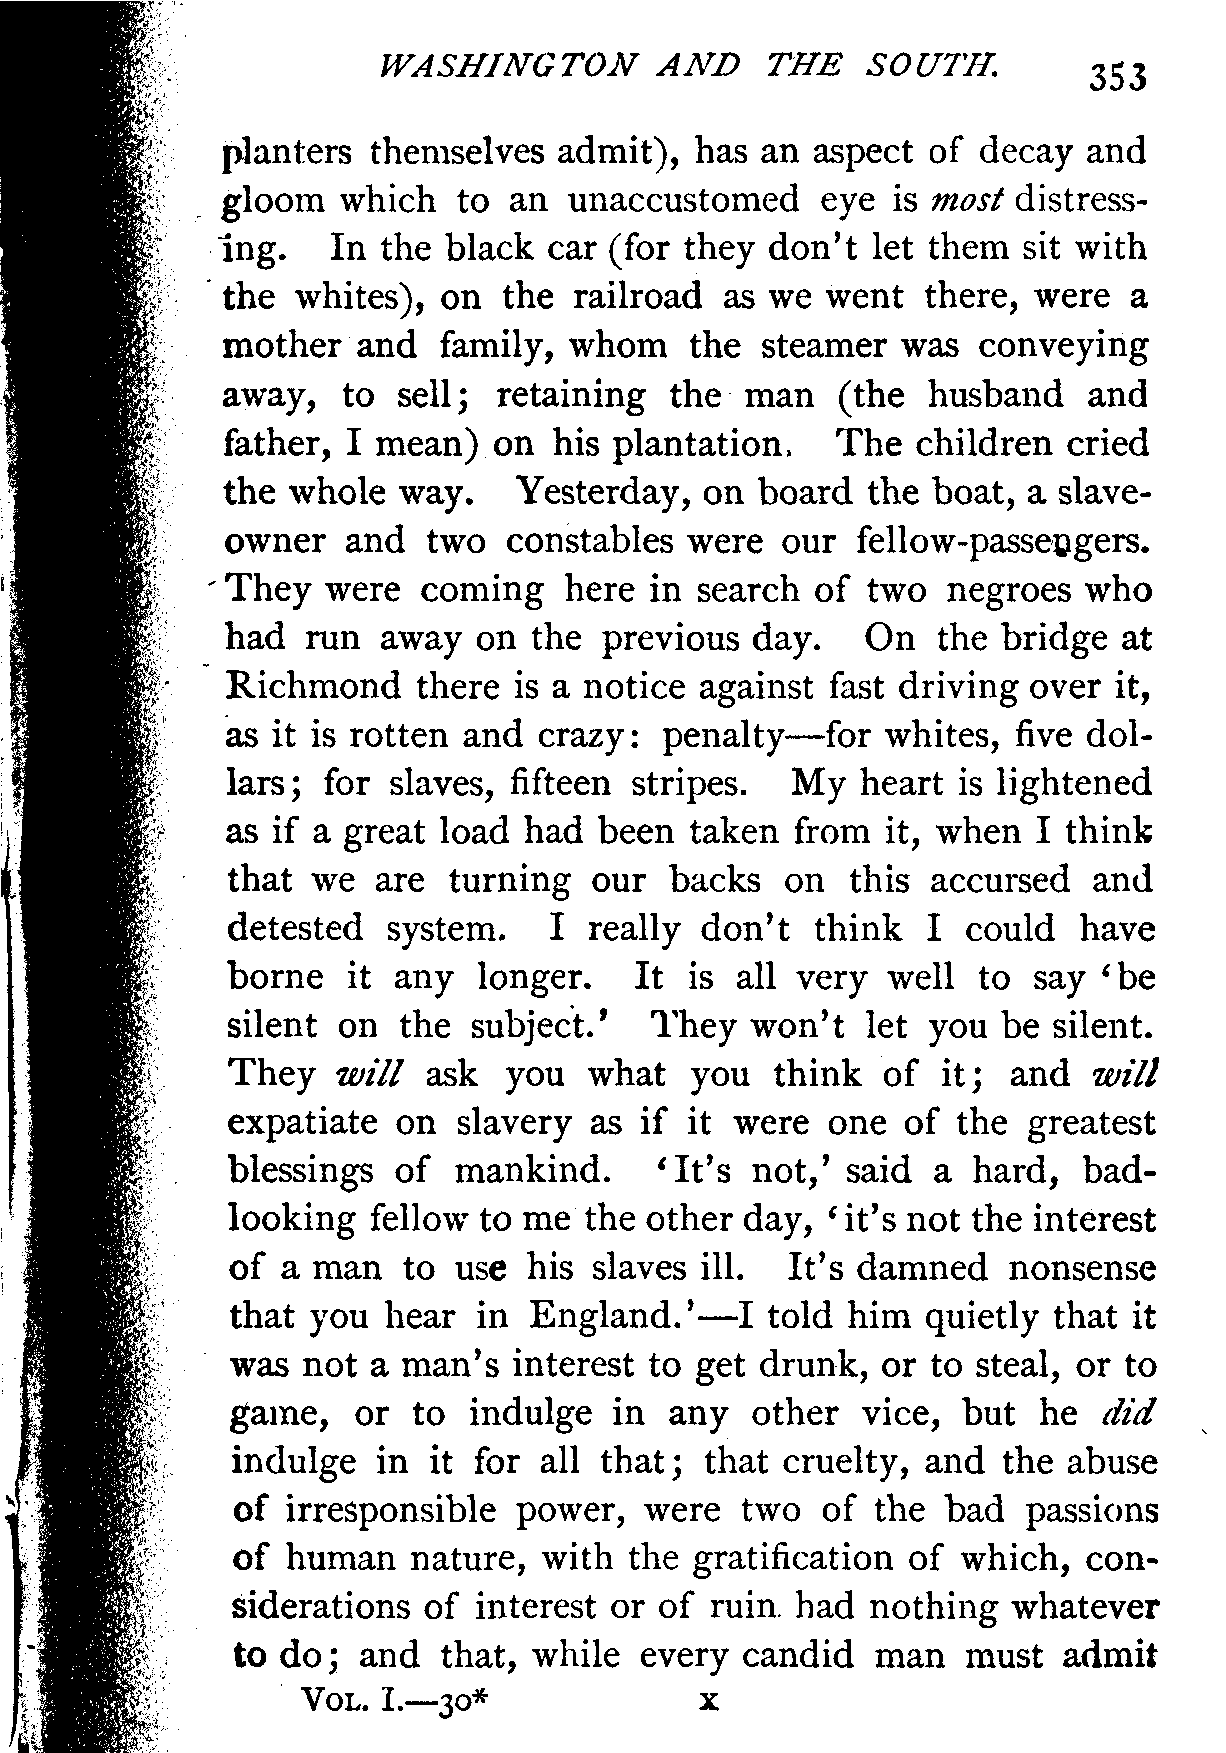 WASHINGTON AND THE SOUTH. 353
planters themselves admit), has an aspect of decay and
gloom which to an unaccustomed eye is most distress-
ing. In the black car (for they don't let them sit with
the whites), on the railroad as we went there, were a
mother and family, whom the steamer was conveying
away, to sell; retaining the man (the husband and
father, I mean) on his plantation. The children cried
the whole way. Yesterday, on board the boat, a slave-
owner and two constables were our fellow-passengers.
They were coming here in search of two negroes who
had run away on the previous day. On the bridge at
Richmond there is a notice against fast driving over it,
as it is rotten and crazy: penalty—for whites, five dol-
lars; for slaves, fifteen stripes. My heart is lightened
as if a great load had been taken from it, when I think
that we are turning our backs on this accursed and
detested system. I really don't think I could have
borne it any longer. It is all very well to say ‘be
silent on the subject.’ They won't let you be silent.
They will ask you what you think of it; and will
expatiate on slavery as if it were one of the greatest
blessings of mankind. ‘It's not,’ said a hard, bad-
looking fellow to me the other day, ‘it's not the interest
of a man to use his slaves ill. It's damned nonsense
that you hear in England.’—I told him quietly that it
was not a man's interest to get drunk, or to steal, or to
game, or to indulge in any other vice, but he did
indulge in it for all that; that cruelty, and the abuse
of irresponsible power, were two of the bad passions
of human nature, with the gratification of which, con-
siderations of interest or of ruin had nothing whatever
to do; and that, while every candid man must admit
VOL. I.—30* X